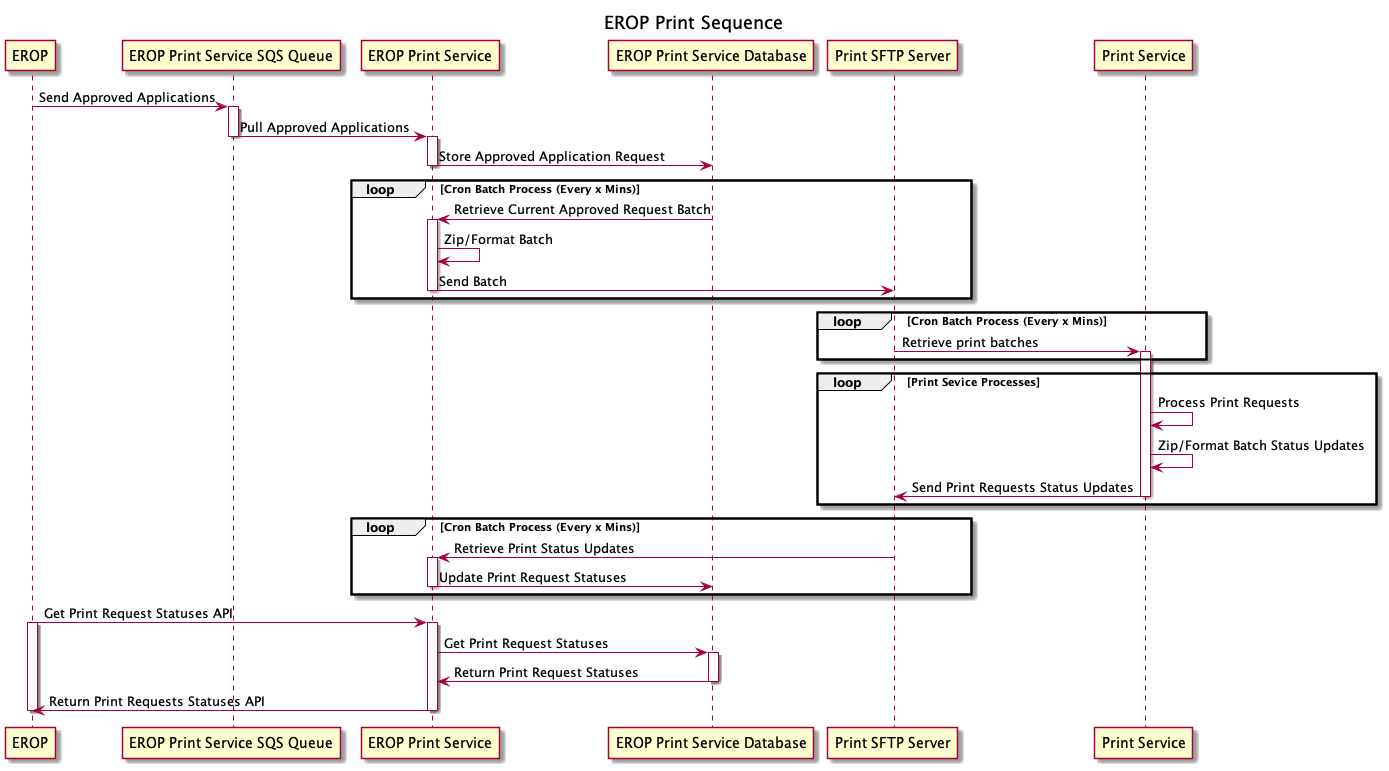 EROP Print Sequence
EROP
EROP Print Service SQS Queue
EROP Print Service
EROP Print Service Database
Print SFTP Server
Print Service
Send Approved Applications
Pull Approved Applications
Store Approved Application Request
loop
[Cron Batch Process (Every x Mins)]
Retrieve Current Approved Request Batch
Zip/Format Batch
Send Batch
loop
[Cron Batch Process (Every x Mins)]
Retrieve print batches
loop
[Print Sevice Processes]
Process Print Requests
Zip/Format Batch Status Updates
Send Print Requests Status Updates
loop
[Cron Batch Process (Every x Mins)]
Retrieve Print Status Updates
Update Print Request Statuses
Get Print Request Statuses API
Get Print Request Statuses
Return Print Request Statuses
Return Print Requests Statuses API
EROP
EROP Print Service SQS Queue
EROP Print Service
EROP Print Service Database
Print SFTP Server
Print Service